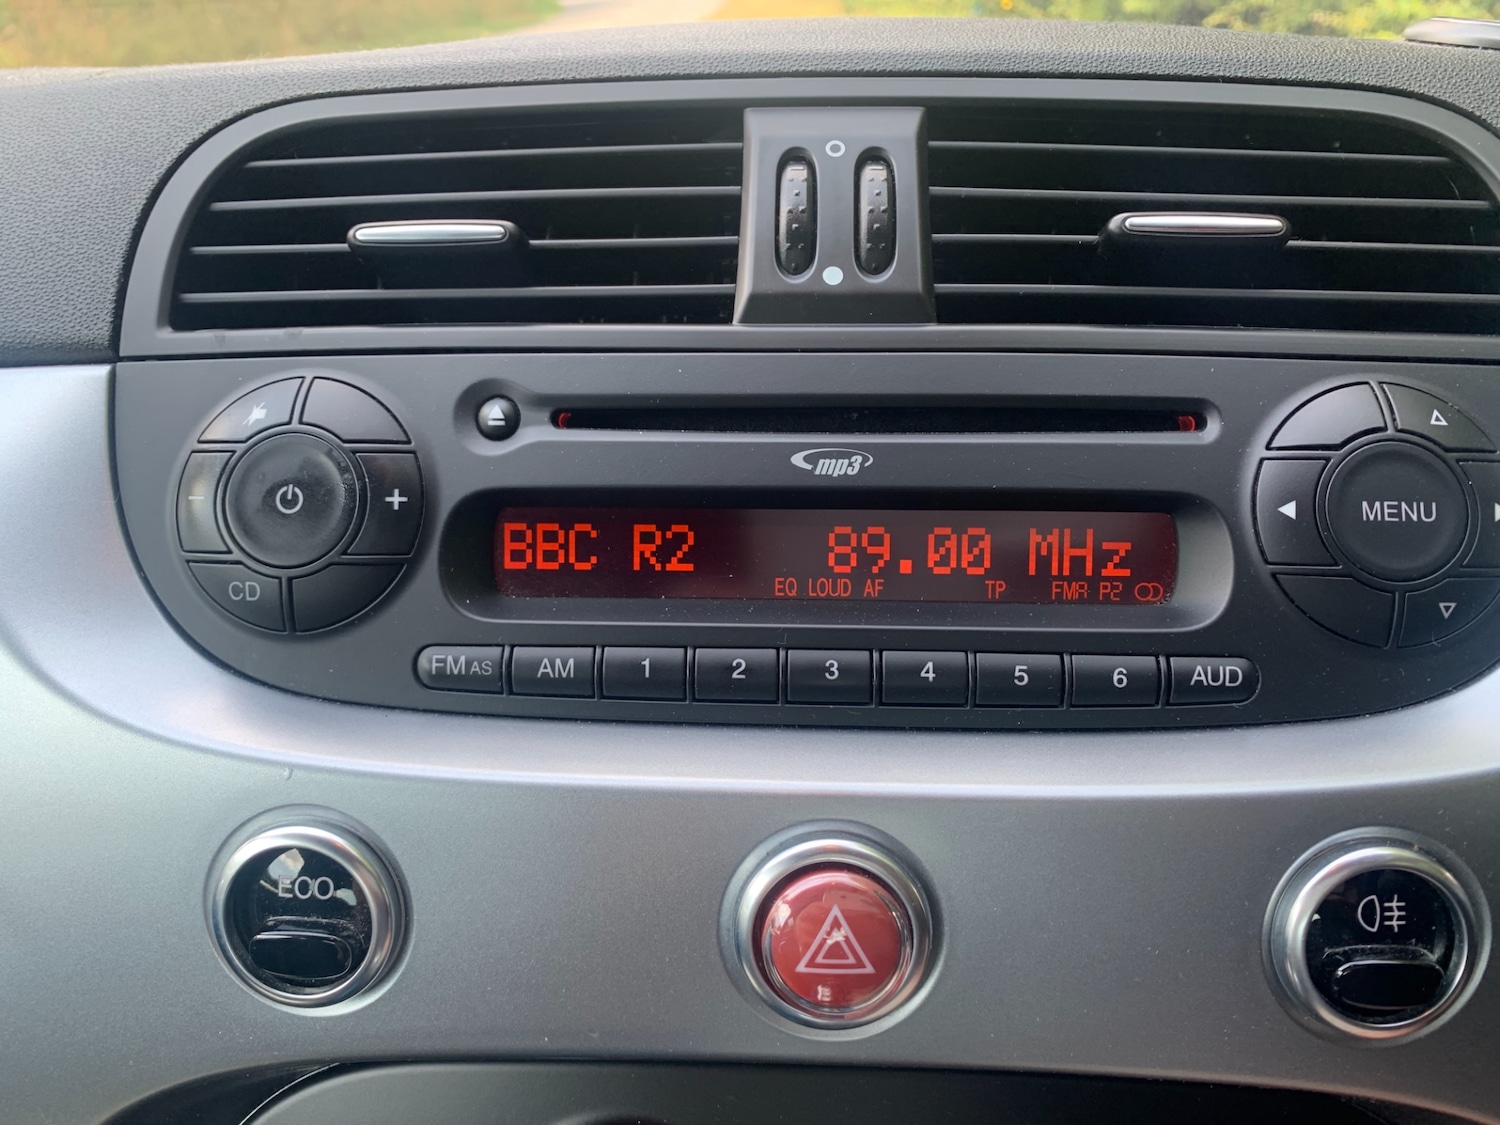 mp3
BBC R2 89.00 MHz
EQ LOUD AF TP FMA P2
- +
CD
MENU
FM AS AM 1 2 3 4 5 6 AUD
ECO